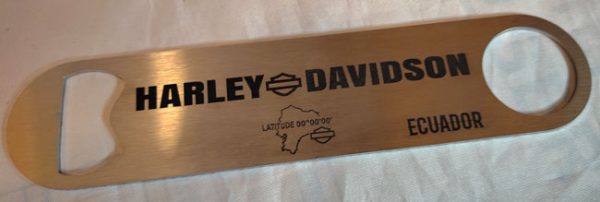 HARLEY DAVIDSON
LATITUDE 00°00'00'
ECUADOR